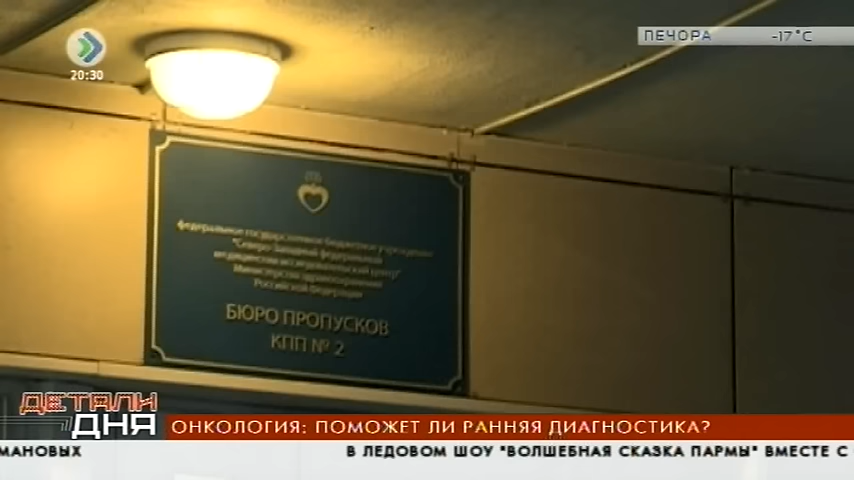 20:30
ПЕЧОРА -17°C
федеральное государственное бюджетное учреждение
"Северо-Западный федеральный
медицинский исследовательский центр"
Министерства здравоохранения
Российской Федерации
БЮРО ПРОПУСКОВ
КПП № 2
ДЕТАЛИ
ДНЯ
ОНКОЛОГИЯ: ПОМОЖЕТ ЛИ РАННЯЯ ДИАГНОСТИКА?
МАНОВЫХ В ЛЕДОВОМ ШОУ "ВОЛШЕБНАЯ СКАЗКА ПАРМЫ" ВМЕСТЕ С